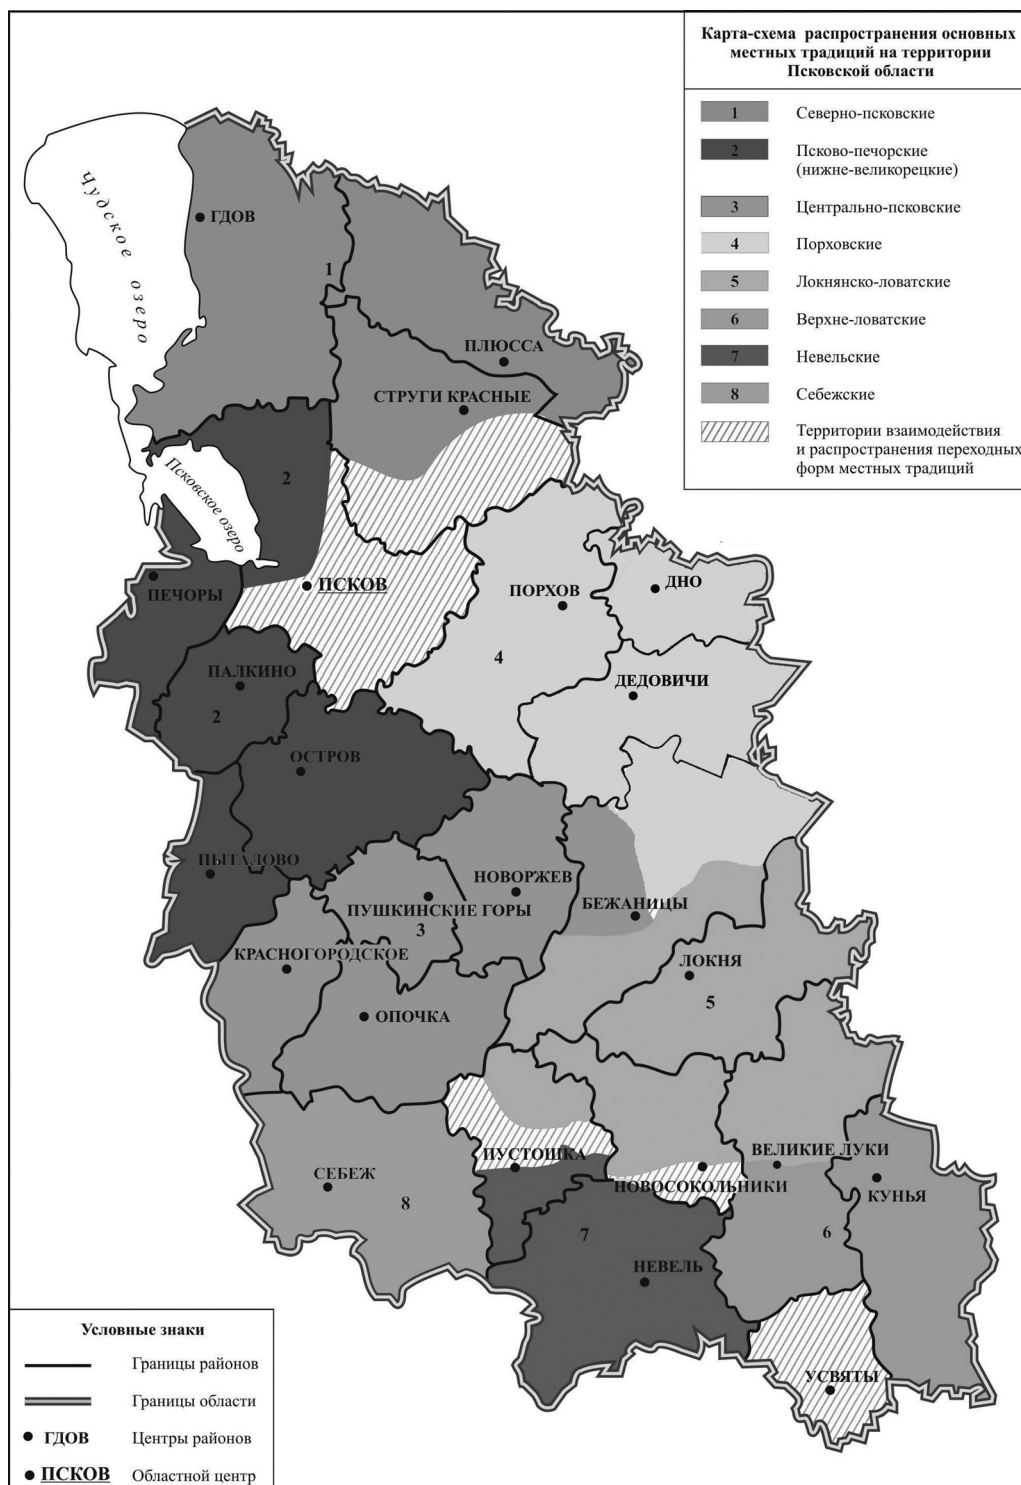 Карта-схема распространения основных
местных традиций на территории
Псковской области
1 Северно-псковские
2 Псково-печорские
(нижне-великорецкие)
3 Центрально-псковские
4 Порховские
5 Локнянско-ловатские
6 Верхне-ловатские
7 Невельские
8 Себежские
Территории взаимодействия
и распространения переходных
форм местных традиций
Чудское озеро
ГДОВ
1
ПЛЮССА
СТРУГИ КРАСНЫЕ
2
Псковское озеро
ПЕЧОРЫ
ПСКОВ
ПОРХОВ
ДНО
4
ПАЛКИНО
2
ДЕДОВИЧИ
ОСТРОВ
ПЫТАЛОВО
НОВОРЖЕВ
ПУШКИНСКИЕ ГОРЫ
3
БЕЖАНИЦЫ
КРАСНОГОРОДСКОЕ
ЛОКНЯ
5
ОПОЧКА
ПУСТОШКА
ВЕЛИКИЕ ЛУКИ
СЕБЕЖ
8
НОВОСОКОЛЬНИКИ
КУНЬЯ
7
6
НЕВЕЛЬ
УСВЯТЫ
Условные знаки
Границы районов
Границы области
ГДОВ Центры районов
ПСКОВ Областной центр